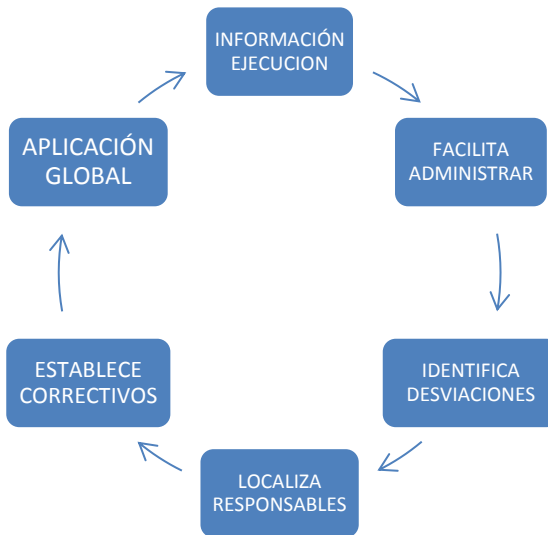 INFORMACIÓN
EJECUCION
FACILITA
ADMINISTRAR
IDENTIFICA
DESVIACIONES
LOCALIZA
RESPONSABLES
ESTABLECE
CORRECTIVOS
APLICACIÓN
GLOBAL